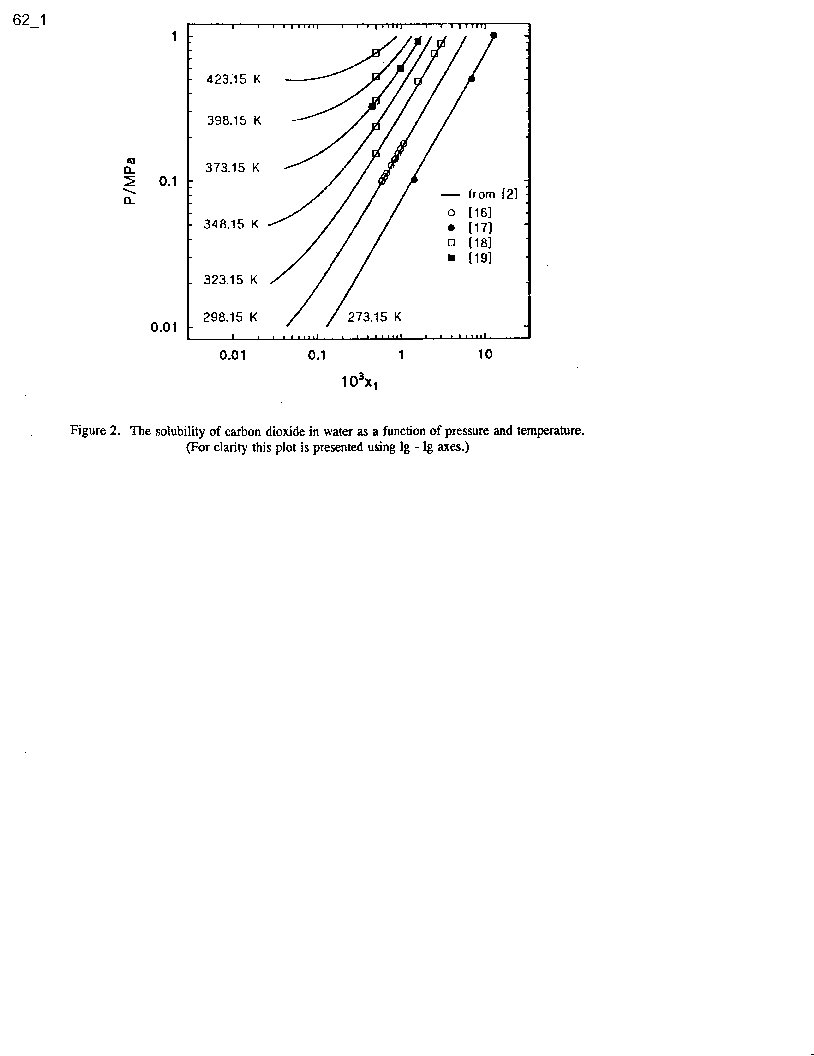 62_1
1
423.15 K
398.15 K
373.15 K
P/MPa
0.1
from [2]
[16]
348.15 K
[17]
[18]
[19]
323.15 K
298.15 K
273.15 K
0.01
0.01 0.1 1 10
10³x₁
Figure 2. The solubility of carbon dioxide in water as a function of pressure and temperature.
(For clarity this plot is presented using lg - lg axes.)